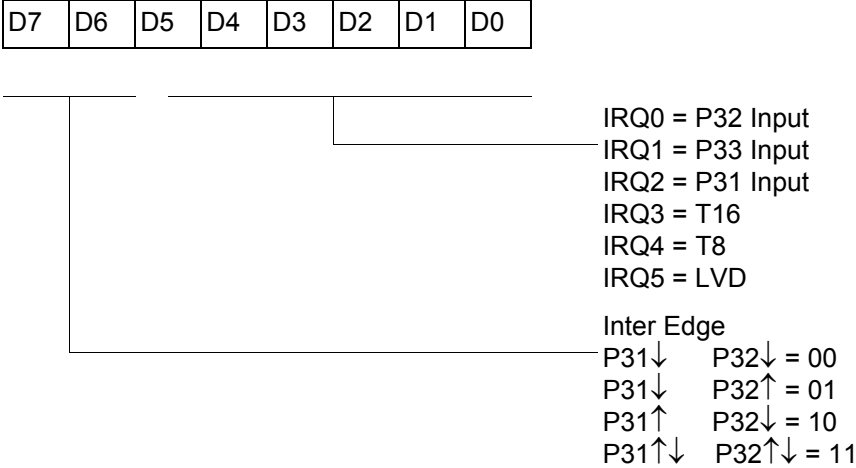 D7 D6 D5 D4 D3 D2 D1 D0
IRQ0 = P32 Input
IRQ1 = P33 Input
IRQ2 = P31 Input
IRQ3 = T16
IRQ4 = T8
IRQ5 = LVD
Inter Edge
P31↓ P32↓ = 00
P31↓ P32↑ = 01
P31↑ P32↓ = 10
P31↑↓ P32↑↓ = 11